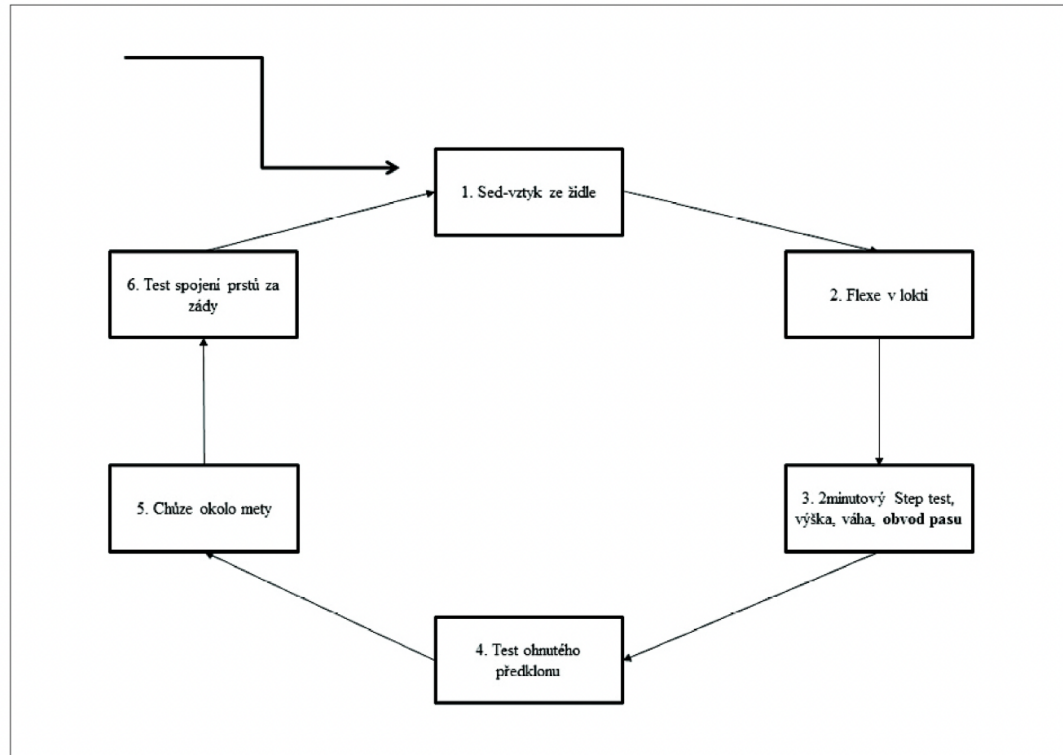 1. Sed-vztyk ze židle
2. Flexe v lokti
3. 2minutový Step test,
výška, váha, obvod pasu
4. Test ohnutého
předklonu
5. Chůze okolo mety
6. Test spojení prstů za
zády